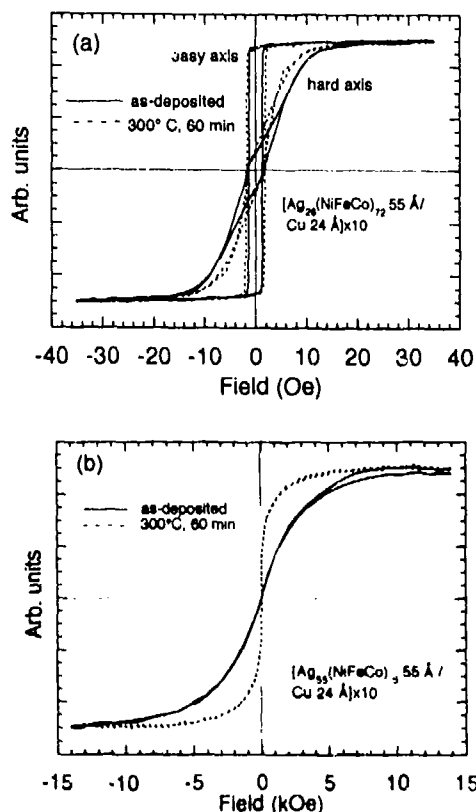 (a)
easy axis
hard axis
as-deposited
300° C, 60 min
[Ag26(NiFeCo)72 55 Å/
Cu 24 Å]x10
Arb. units
-40 -30 -20 -10 0 10 20 30 40
Field (Oe)
(b)
as-deposited
300°C, 60 min
[Ag55(NiFeCo) 55 Å /
Cu 24 Å]x10
Arb. units
-15 -10 -5 0 5 10 15
Field (kOe)